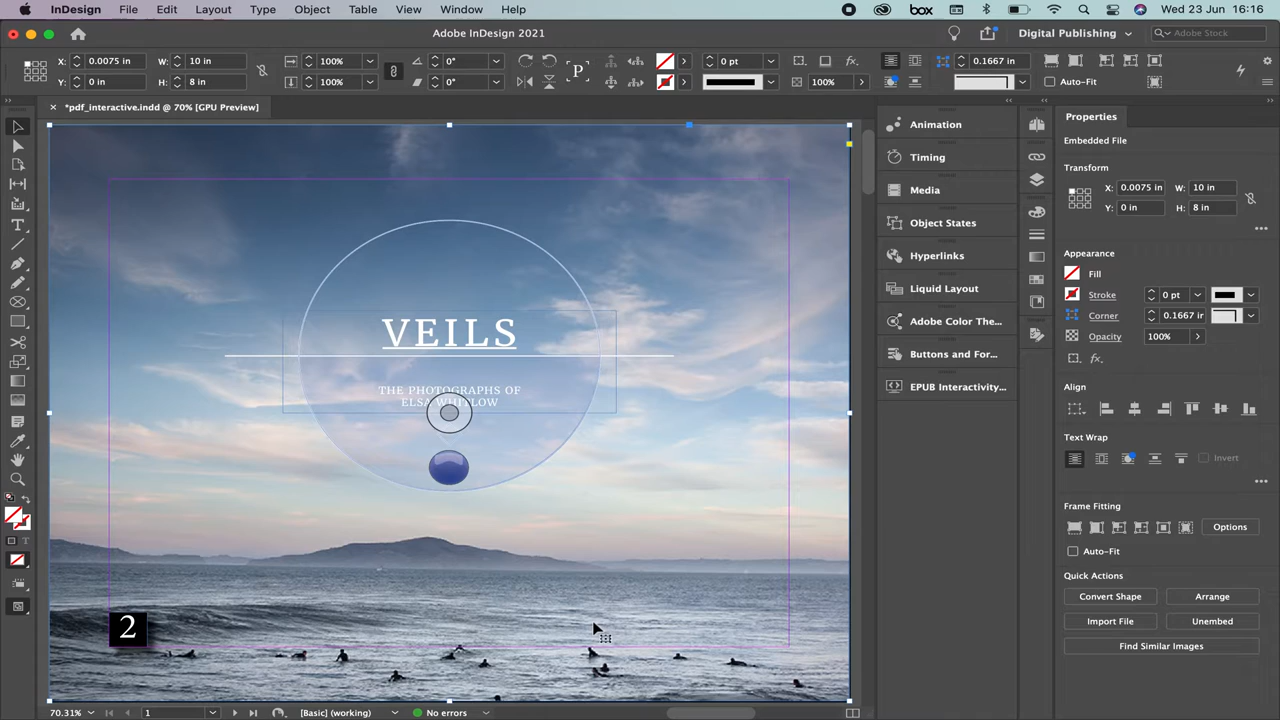 InDesign File Edit Layout Type Object Table View Window Help box Wed 23 Jun 16:16
Adobe InDesign 2021 Digital Publishing Adobe Stock
X: 0.0075 in W: 10 in 100% 0° P 0 pt fx. 0.1667 in
Y: 0 in H: 8 in 100% 0° 100% Auto-Fit
*pdf_interactive.indd @ 70% [GPU Preview]
VEILS
THE PHOTOGRAPHS OF
ELSA WHITLOW
2
70.31% 1 [Basic] (working) No errors
Animation
Timing
Media
Object States
Hyperlinks
Liquid Layout
Adobe Color The...
Buttons and For...
EPUB Interactivity...
Properties
Embedded File
Transform
X: 0.0075 in W: 10 in
Y: 0 in H: 8 in
Appearance
Fill
Stroke 0 pt
Corner 0.1667 in
Opacity 100%
fx.
Align
Text Wrap
Invert
Frame Fitting
Options
Auto-Fit
Quick Actions
Convert Shape Arrange
Import File Unembed
Find Similar Images